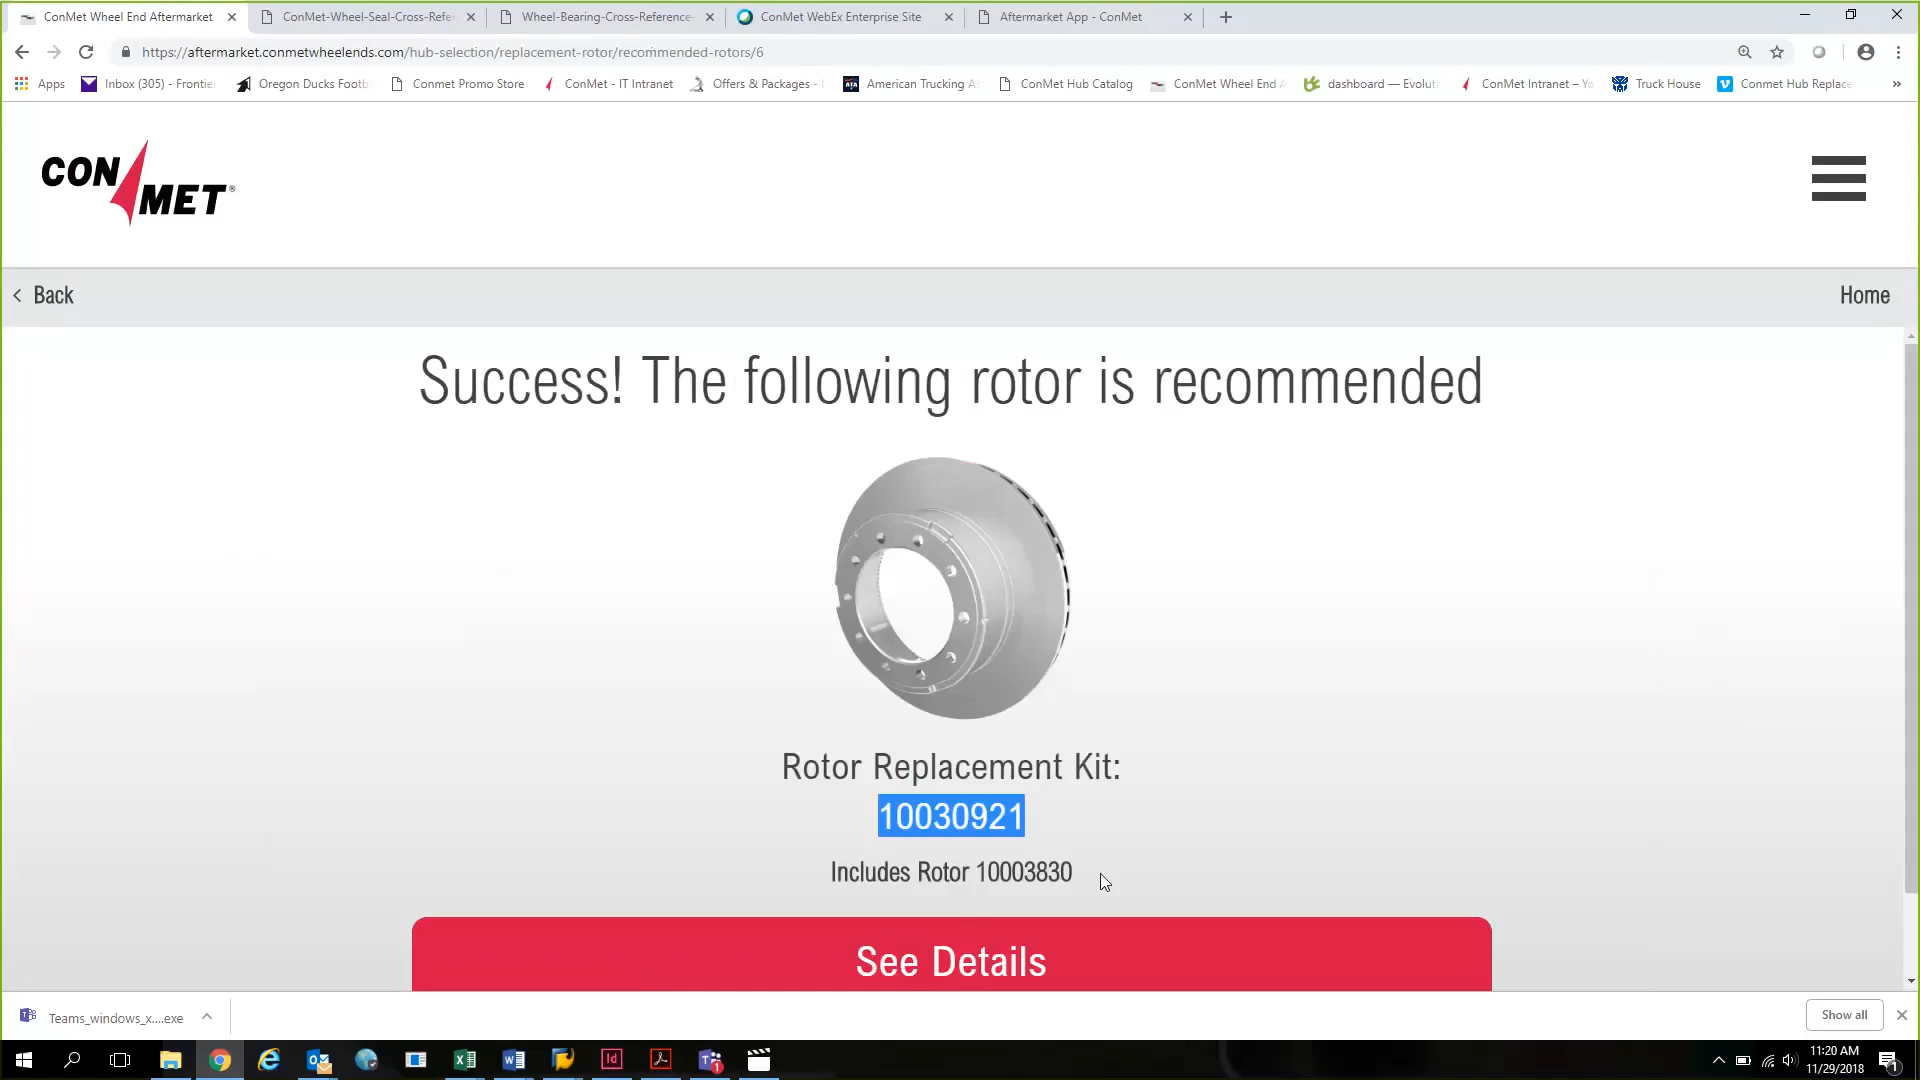 ConMet Wheel End Aftermarket
ConMet-Wheel-Seal-Cross-Refer
Wheel-Bearing-Cross-Reference-
ConMet WebEx Enterprise Site
Aftermarket App - ConMet
https://aftermarket.conmetwheelends.com/hub-selection/replacement-rotor/recommended-rotors/6
Apps
Inbox (305) - Frontier
Oregon Ducks Footb
Conmet Promo Store
ConMet - IT Intranet
Offers & Packages -
American Trucking A
ConMet Hub Catalog
ConMet Wheel End A
dashboard — Evoluti
ConMet Intranet – Yo
Truck House
Conmet Hub Replace
CON MET®
Back
Home
Success! The following rotor is recommended
Rotor Replacement Kit:
10030921
Includes Rotor 10003830
See Details
Teams_windows_x....exe
Show all
11:20 AM
11/29/2018